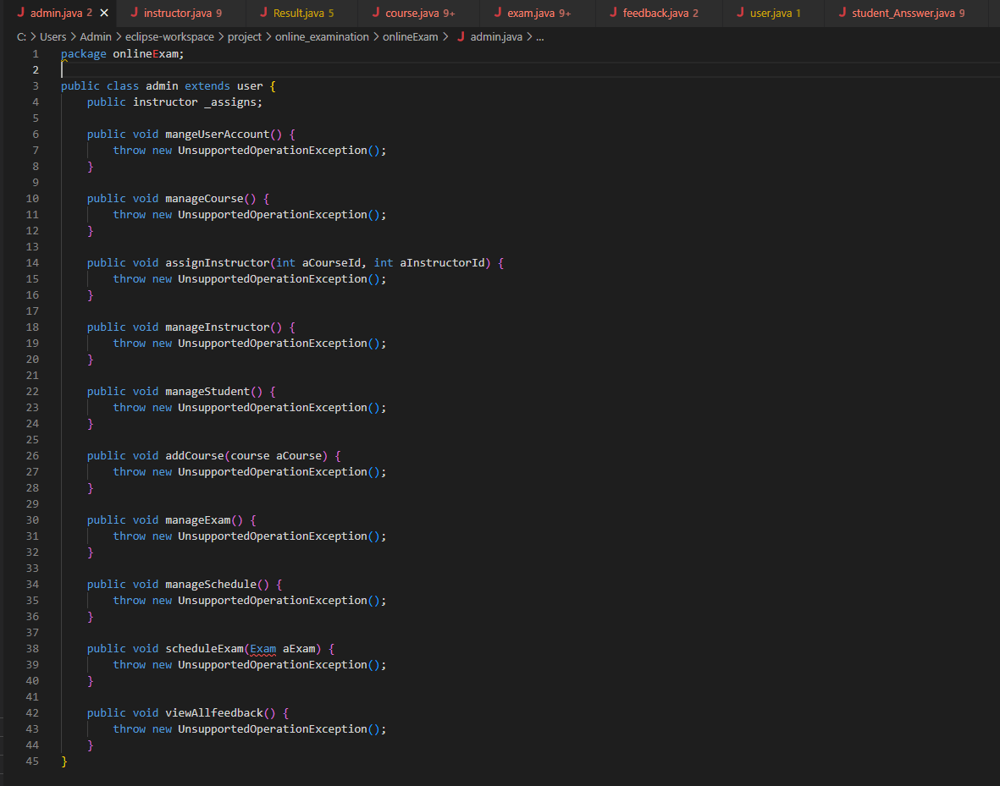 admin.java 2 instructor.java 9 Result.java 5 course.java 9+ exam.java 9+ feedback.java 2 user.java 1 student_Ansswer.java 9
C: > Users > Admin > eclipse-workspace > project > online_examination > onlineExam > admin.java > ...
1 package onlineExam;
2
3 public class admin extends user {
4 public instructor _assigns;
5
6 public void mangeUserAccount() {
7 throw new UnsupportedOperationException();
8 }
9
10 public void manageCourse() {
11 throw new UnsupportedOperationException();
12 }
13
14 public void assignInstructor(int aCourseId, int aInstructorId) {
15 throw new UnsupportedOperationException();
16 }
17
18 public void manageInstructor() {
19 throw new UnsupportedOperationException();
20 }
21
22 public void manageStudent() {
23 throw new UnsupportedOperationException();
24 }
25
26 public void addCourse(course aCourse) {
27 throw new UnsupportedOperationException();
28 }
29
30 public void manageExam() {
31 throw new UnsupportedOperationException();
32 }
33
34 public void manageSchedule() {
35 throw new UnsupportedOperationException();
36 }
37
38 public void scheduleExam(Exam aExam) {
39 throw new UnsupportedOperationException();
40 }
41
42 public void viewAllfeedback() {
43 throw new UnsupportedOperationException();
44 }
45 }